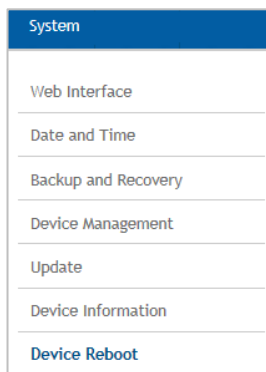 System
Web Interface
Date and Time
Backup and Recovery
Device Management
Update
Device Information
Device Reboot